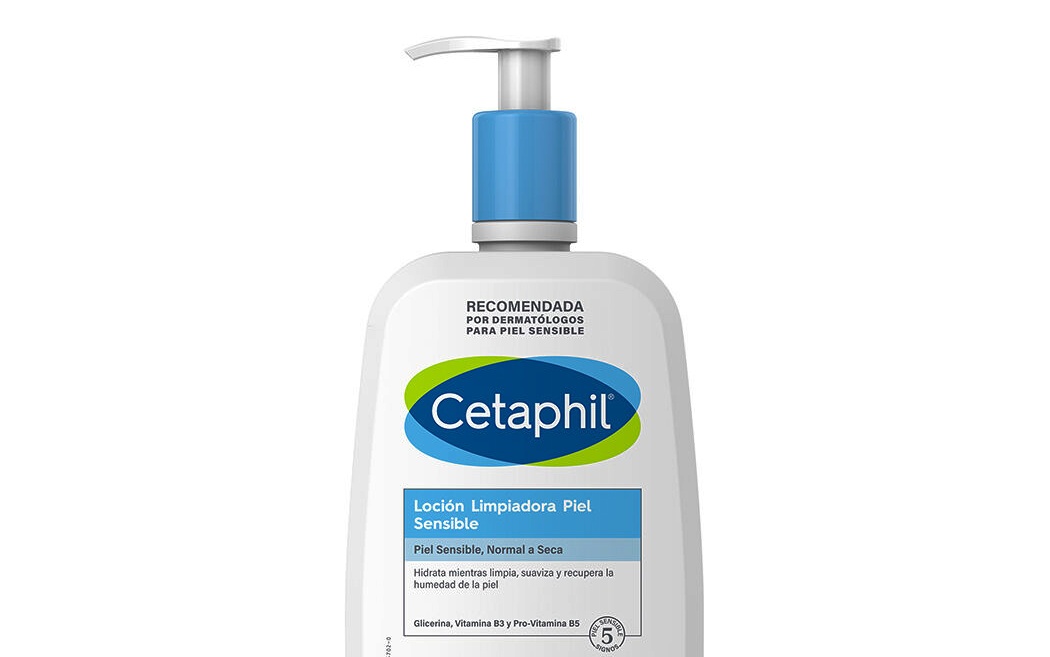 RECOMENDADA
POR DERMATÓLOGOS
PARA PIEL SENSIBLE
Cetaphil®
Loción Limpiadora Piel
Sensible
Piel Sensible, Normal a Seca
Hidrata mientras limpia, suaviza y recupera la
humedad de la piel
Glicerina, Vitamina B3 y Pro-Vitamina B5
PIEL SENSIBLE
5
SIGNOS